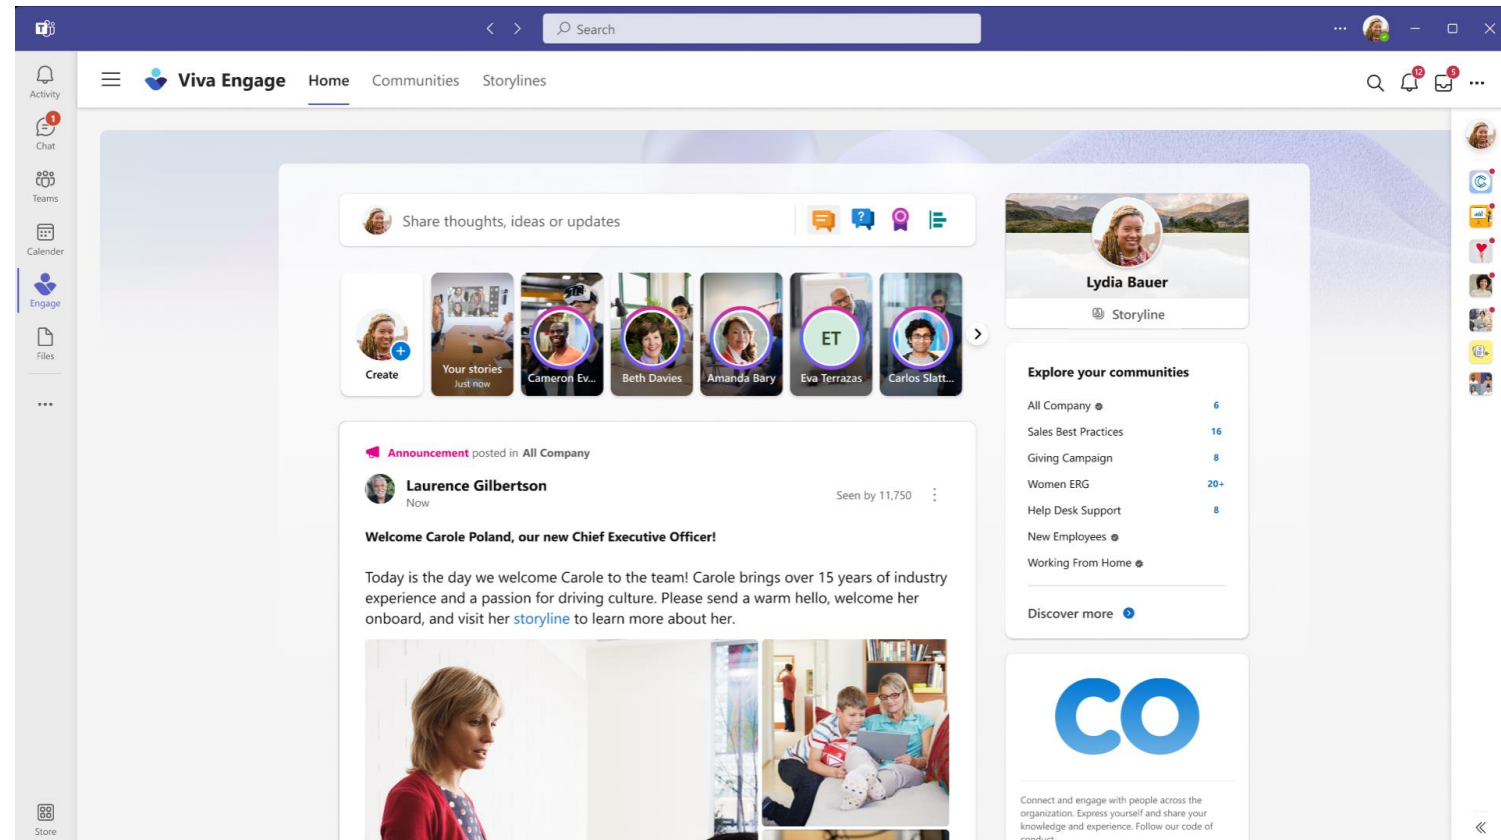 Search
Activity
1
Chat
Teams
Calender
Engage
Files
Store
Viva Engage
Home
Communities
Storylines
12
5
Share thoughts, ideas or updates
?
Create
Your stories
Just now
Cameron Ev...
Beth Davies
Amanda Bary
ET
Eva Terrazas
Carlos Slatt...
Announcement posted in All Company
Laurence Gilbertson
Now
Seen by 11,750
Welcome Carole Poland, our new Chief Executive Officer!
Today is the day we welcome Carole to the team! Carole brings over 15 years of industry
experience and a passion for driving culture. Please send a warm hello, welcome her
onboard, and visit her storyline to learn more about her.
Lydia Bauer
Storyline
Explore your communities
All Company 6
Sales Best Practices 16
Giving Campaign 8
Women ERG 20+
Help Desk Support 8
New Employees
Working From Home
Discover more
CO
Connect and engage with people across the
organization. Express yourself and share your
knowledge and experience. Follow our code of
conduct